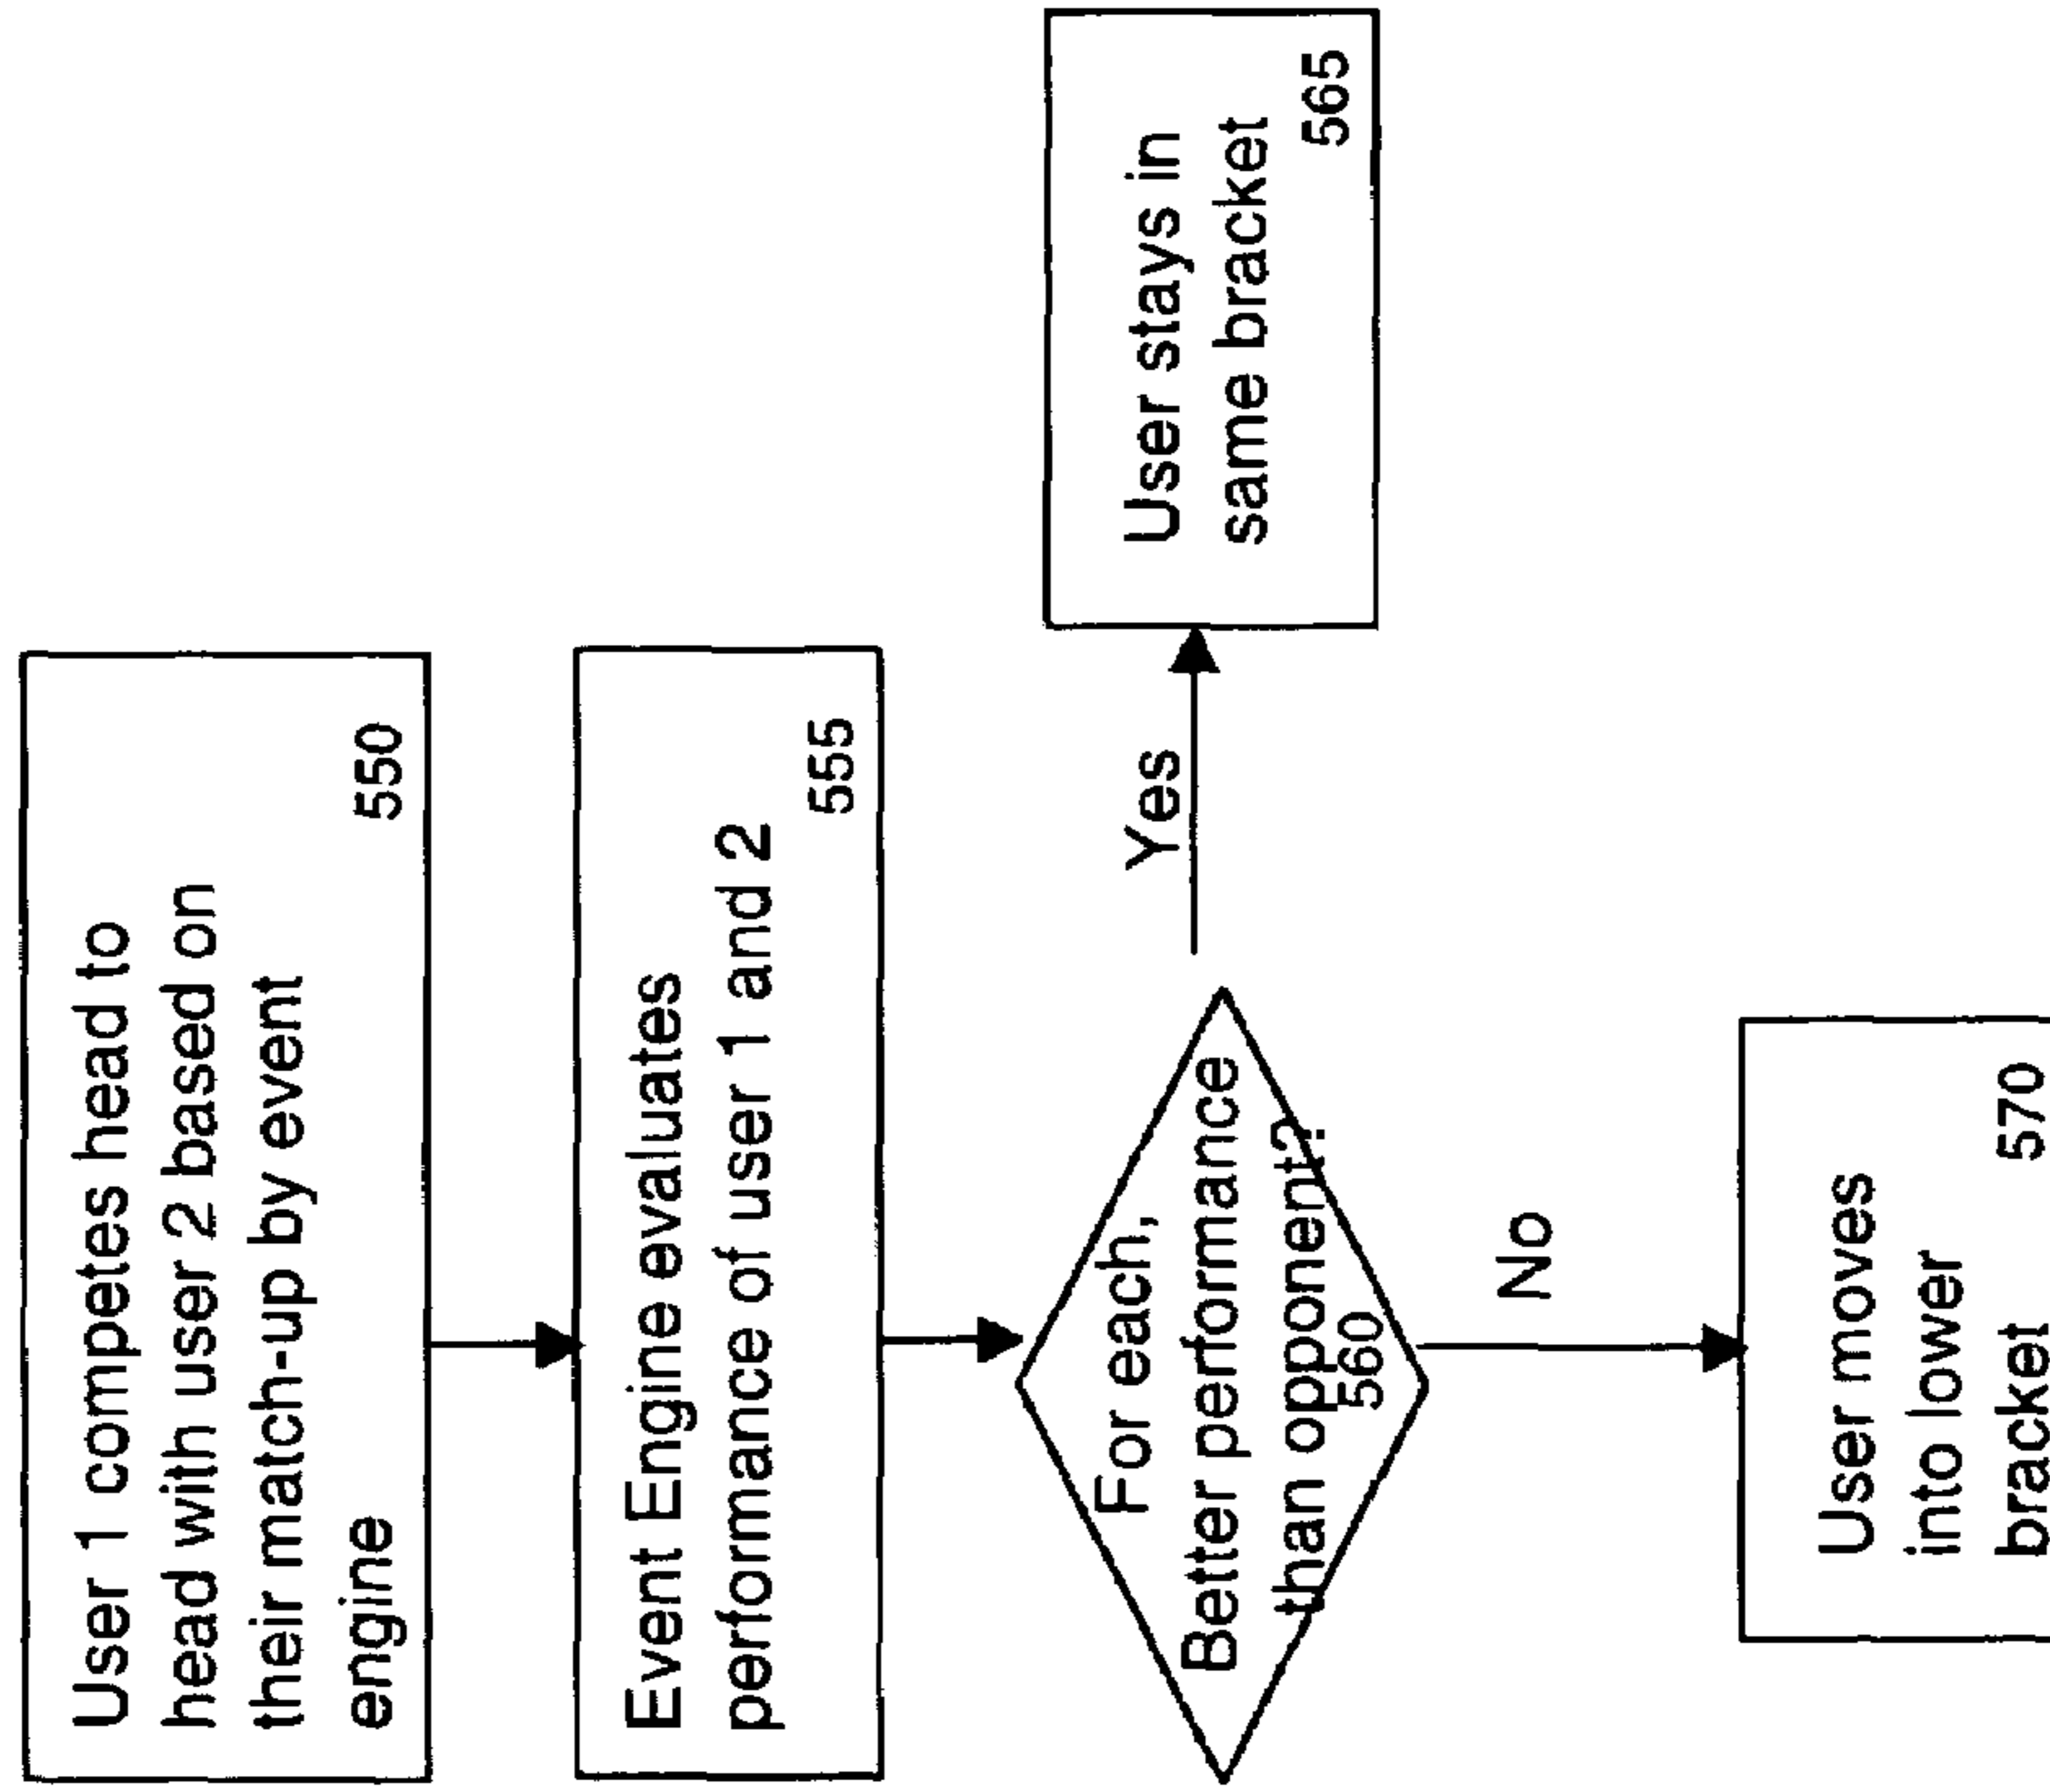 User 1 competes head to
head with user 2 based on
their match-up by event
engine
550
Event Engine evaluates
performance of user 1 and 2
555
For each,
Better performance
than opponent?
560
Yes
User stays in
same bracket
565
No
User moves
into lower
bracket
570